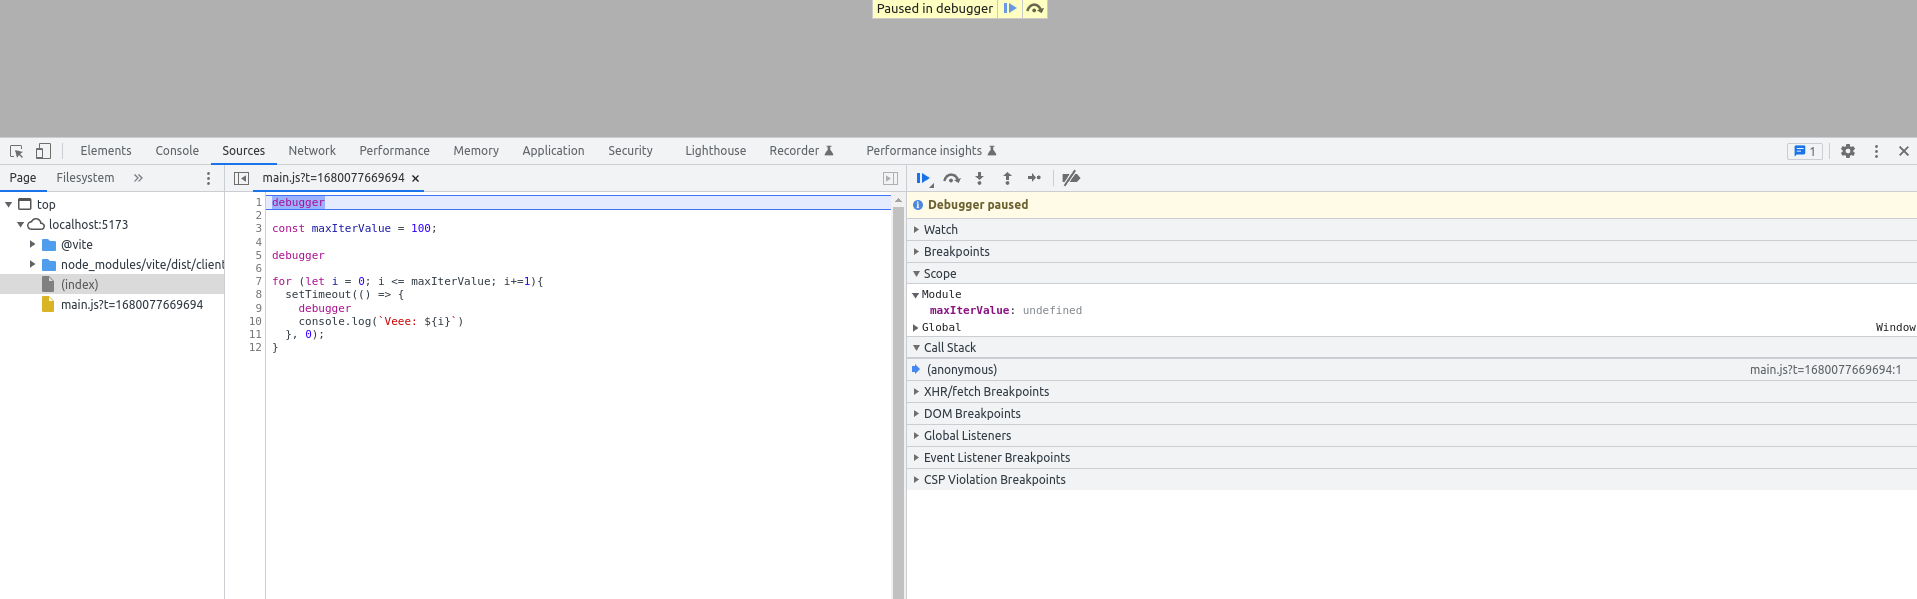 Paused in debugger
Elements Console Sources Network Performance Memory Application Security Lighthouse Recorder Performance insights 1
Page Filesystem »
main.js?t=1680077669694 ×
top
localhost:5173
@vite
node_modules/vite/dist/client
(index)
main.js?t=1680077669694
1 debugger
2
3 const maxIterValue = 100;
4
5 debugger
6
7 for (let i = 0; i <= maxIterValue; i+=1){
8   setTimeout(() => {
9     debugger
10     console.log(`Veee: ${i}`)
11   }, 0);
12 }
Debugger paused
Watch
Breakpoints
Scope
Module
maxIterValue: undefined
Global Window
Call Stack
(anonymous) main.js?t=1680077669694:1
XHR/fetch Breakpoints
DOM Breakpoints
Global Listeners
Event Listener Breakpoints
CSP Violation Breakpoints